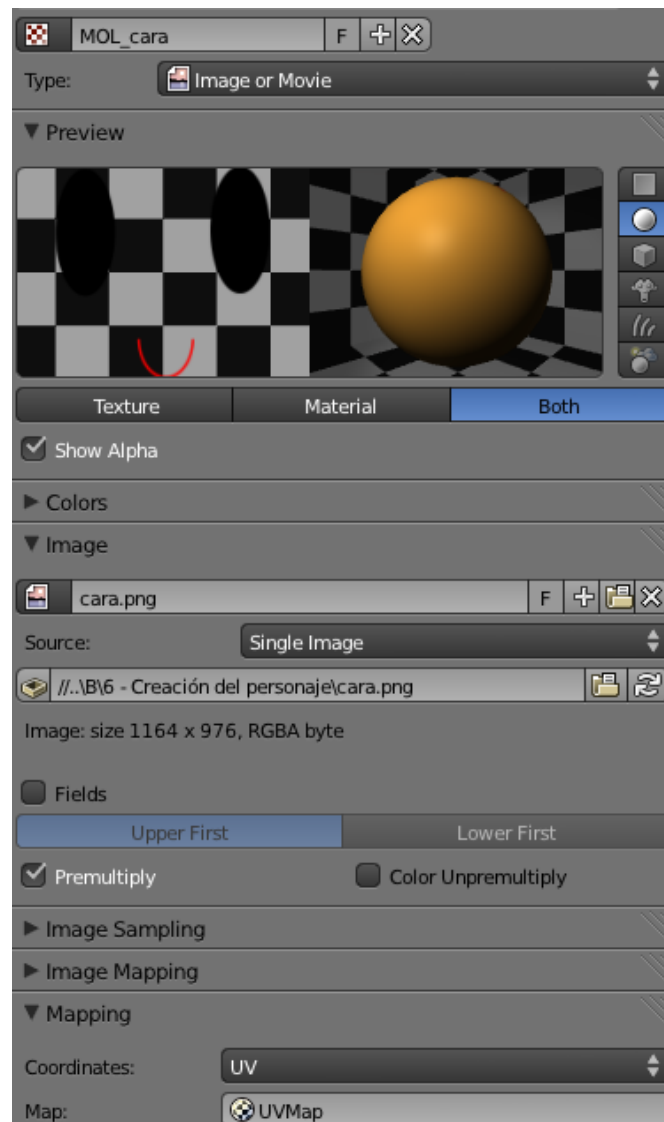 MOL_cara F
Type: Image or Movie
Preview
Texture Material Both
Show Alpha
Colors
Image
cara.png F
Source: Single Image
//..\B\6 - Creación del personaje\cara.png
Image: size 1164 x 976, RGBA byte
Fields
Upper First Lower First
Premultiply Color Unpremultiply
Image Sampling
Image Mapping
Mapping
Coordinates: UV
Map: UVMap